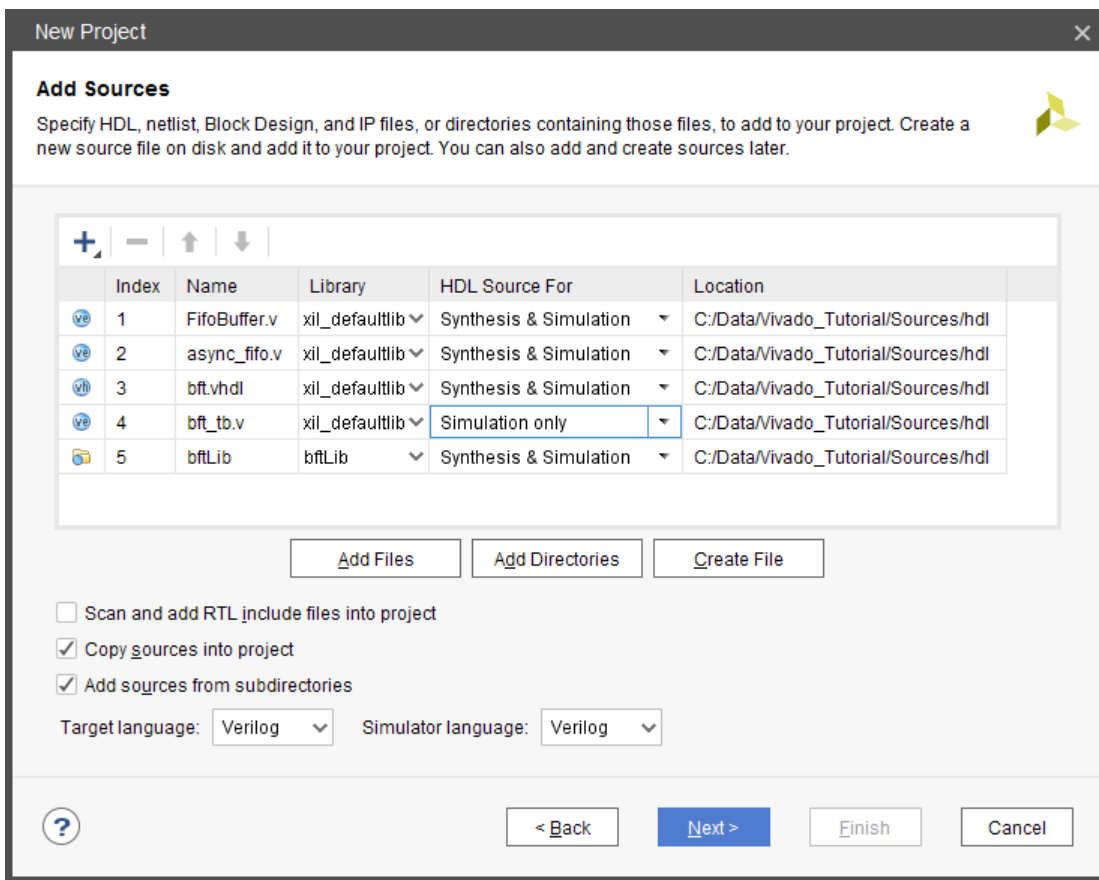 New Project
Add Sources
Specify HDL, netlist, Block Design, and IP files, or directories containing those files, to add to your project. Create a
new source file on disk and add it to your project. You can also add and create sources later.
Index Name Library HDL Source For Location
ve 1 FifoBuffer.v xil_defaultlib Synthesis & Simulation C:/Data/Vivado_Tutorial/Sources/hdl
ve 2 async_fifo.v xil_defaultlib Synthesis & Simulation C:/Data/Vivado_Tutorial/Sources/hdl
vh 3 bft.vhdl xil_defaultlib Synthesis & Simulation C:/Data/Vivado_Tutorial/Sources/hdl
ve 4 bft_tb.v xil_defaultlib Simulation only C:/Data/Vivado_Tutorial/Sources/hdl
5 bftLib bftLib Synthesis & Simulation C:/Data/Vivado_Tutorial/Sources/hdl
Add Files Add Directories Create File
Scan and add RTL include files into project
Copy sources into project
Add sources from subdirectories
Target language: Verilog Simulator language: Verilog
? < Back Next > Finish Cancel